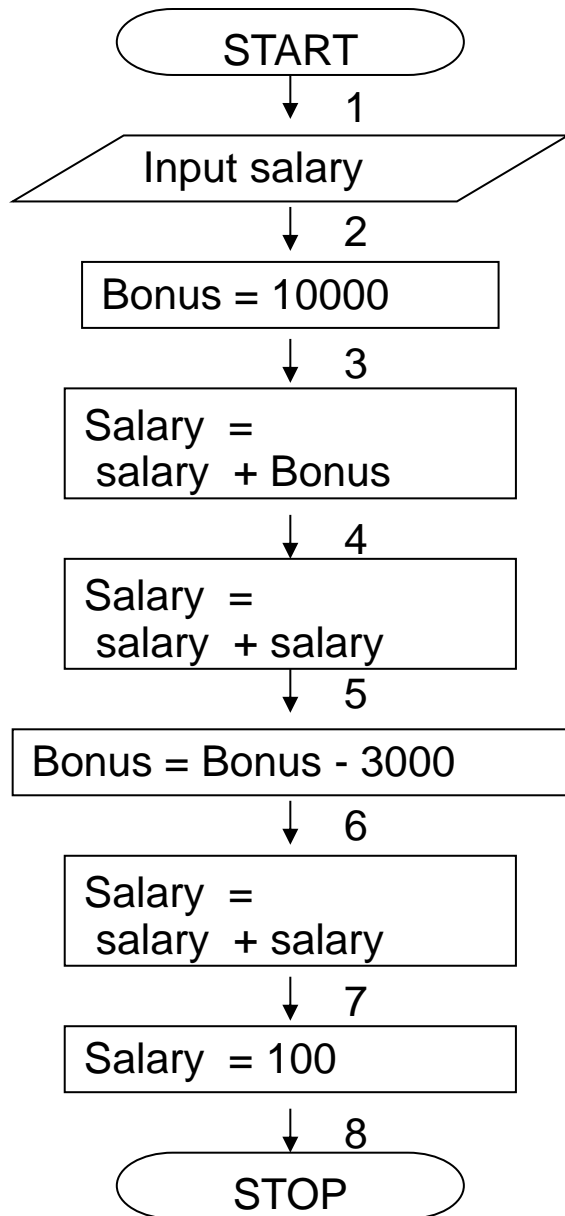 START
1
Input salary
2
Bonus = 10000
3
Salary =
salary + Bonus
4
Salary =
salary + salary
5
Bonus = Bonus - 3000
6
Salary =
salary + salary
7
Salary = 100
8
STOP